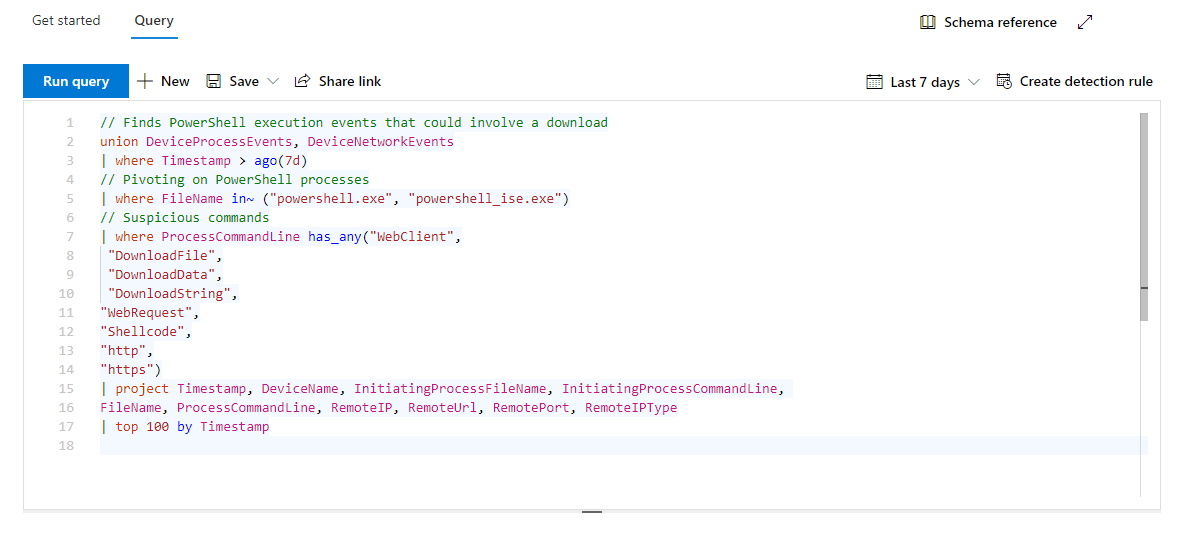 Get started Query Schema reference
Run query New Save Share link Last 7 days Create detection rule
1 // Finds PowerShell execution events that could involve a download
2 union DeviceProcessEvents, DeviceNetworkEvents
3 | where Timestamp > ago(7d)
4 // Pivoting on PowerShell processes
5 | where FileName in~ ("powershell.exe", "powershell_ise.exe")
6 // Suspicious commands
7 | where ProcessCommandLine has_any("WebClient",
8 "DownloadFile",
9 "DownloadData",
10 "DownloadString",
11 "WebRequest",
12 "Shellcode",
13 "http",
14 "https")
15 | project Timestamp, DeviceName, InitiatingProcessFileName, InitiatingProcessCommandLine,
16 FileName, ProcessCommandLine, RemoteIP, RemoteUrl, RemotePort, RemoteIPType
17 | top 100 by Timestamp
18